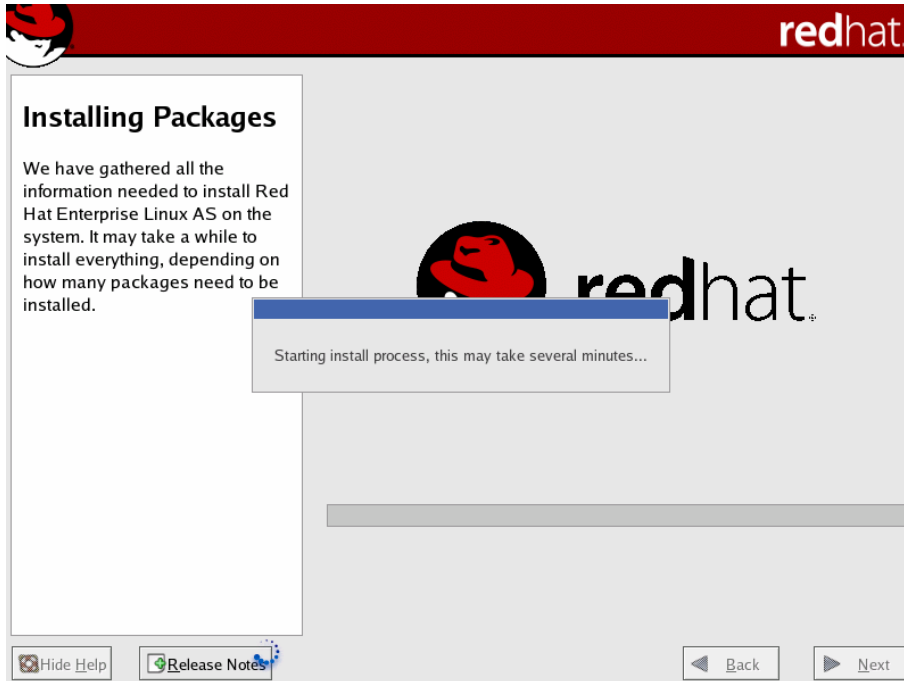 redhat.
Installing Packages
We have gathered all the
information needed to install Red
Hat Enterprise Linux AS on the
system. It may take a while to
install everything, depending on
how many packages need to be
installed.
redhat.
Starting install process, this may take several minutes...
Hide Help
Release Notes
Back
Next